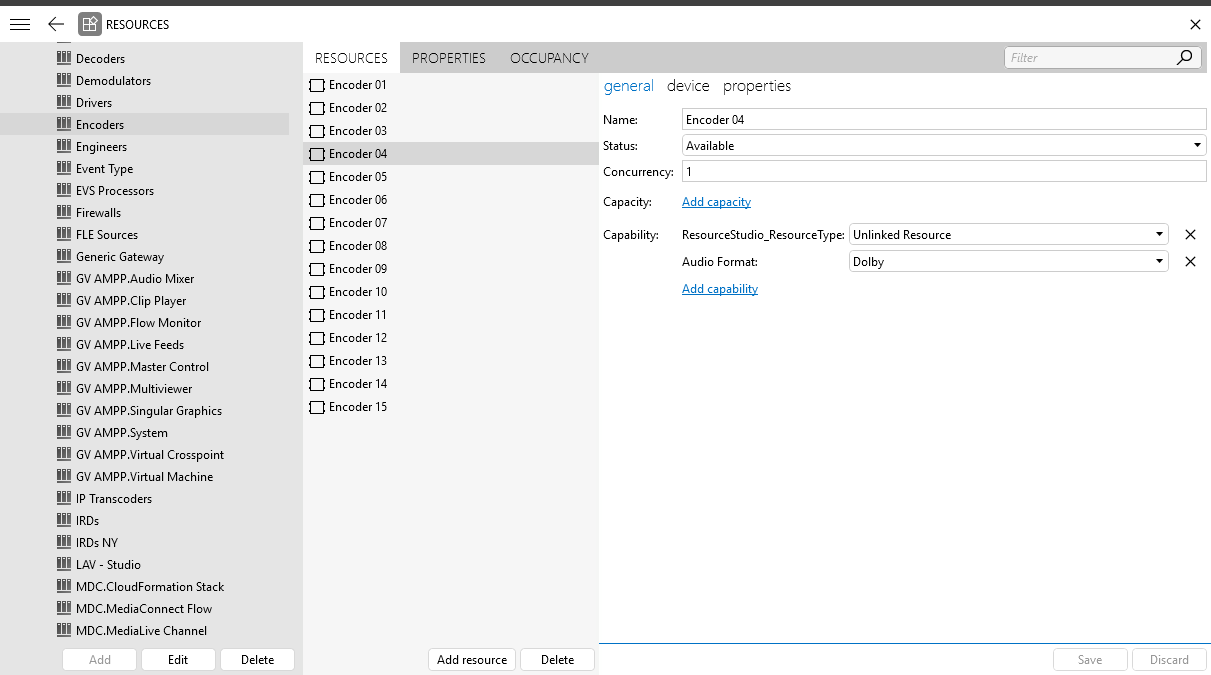 RESOURCES
Decoders
Demodulators
Drivers
Encoders
Engineers
Event Type
EVS Processors
Firewalls
FLE Sources
Generic Gateway
GV AMPP.Audio Mixer
GV AMPP.Clip Player
GV AMPP.Flow Monitor
GV AMPP.Live Feeds
GV AMPP.Master Control
GV AMPP.Multiviewer
GV AMPP.Singular Graphics
GV AMPP.System
GV AMPP.Virtual Crosspoint
GV AMPP.Virtual Machine
IP Transcoders
IRDs
IRDs NY
LAV - Studio
MDC.CloudFormation Stack
MDC.MediaConnect Flow
MDC.MediaLive Channel
Add Edit Delete
RESOURCES PROPERTIES OCCUPANCY Filter
Encoder 01
Encoder 02
Encoder 03
Encoder 04
Encoder 05
Encoder 06
Encoder 07
Encoder 08
Encoder 09
Encoder 10
Encoder 11
Encoder 12
Encoder 13
Encoder 14
Encoder 15
Add resource Delete
general device properties
Name: Encoder 04
Status: Available
Concurrency: 1
Capacity: Add capacity
Capability: ResourceStudio_ResourceType: Unlinked Resource
Audio Format: Dolby
Add capability
Save Discard